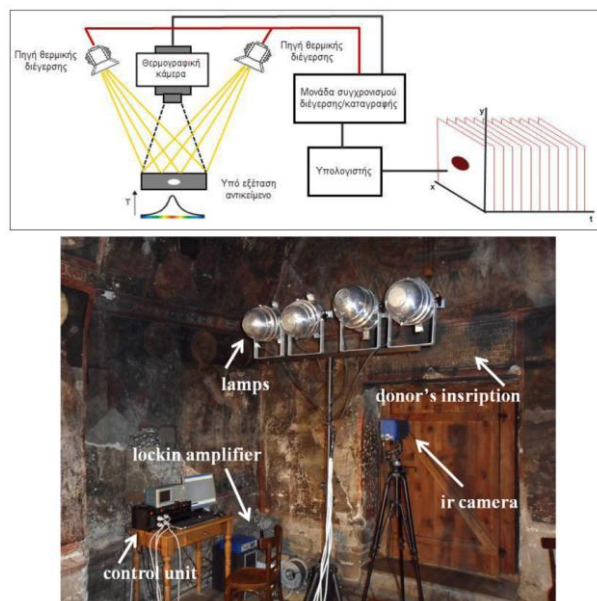 Πηγή θερμικής
διέγερσης
Θερμογραφική
κάμερα
Πηγή θερμικής
διέγερσης
Μονάδα συγχρονισμού
διέγερσης/καταγραφής
Υπολογιστής
Υπό εξέταση
αντικείμενο
T
y
x
t
lamps
donor's insription
lockin amplifier
ir camera
control unit